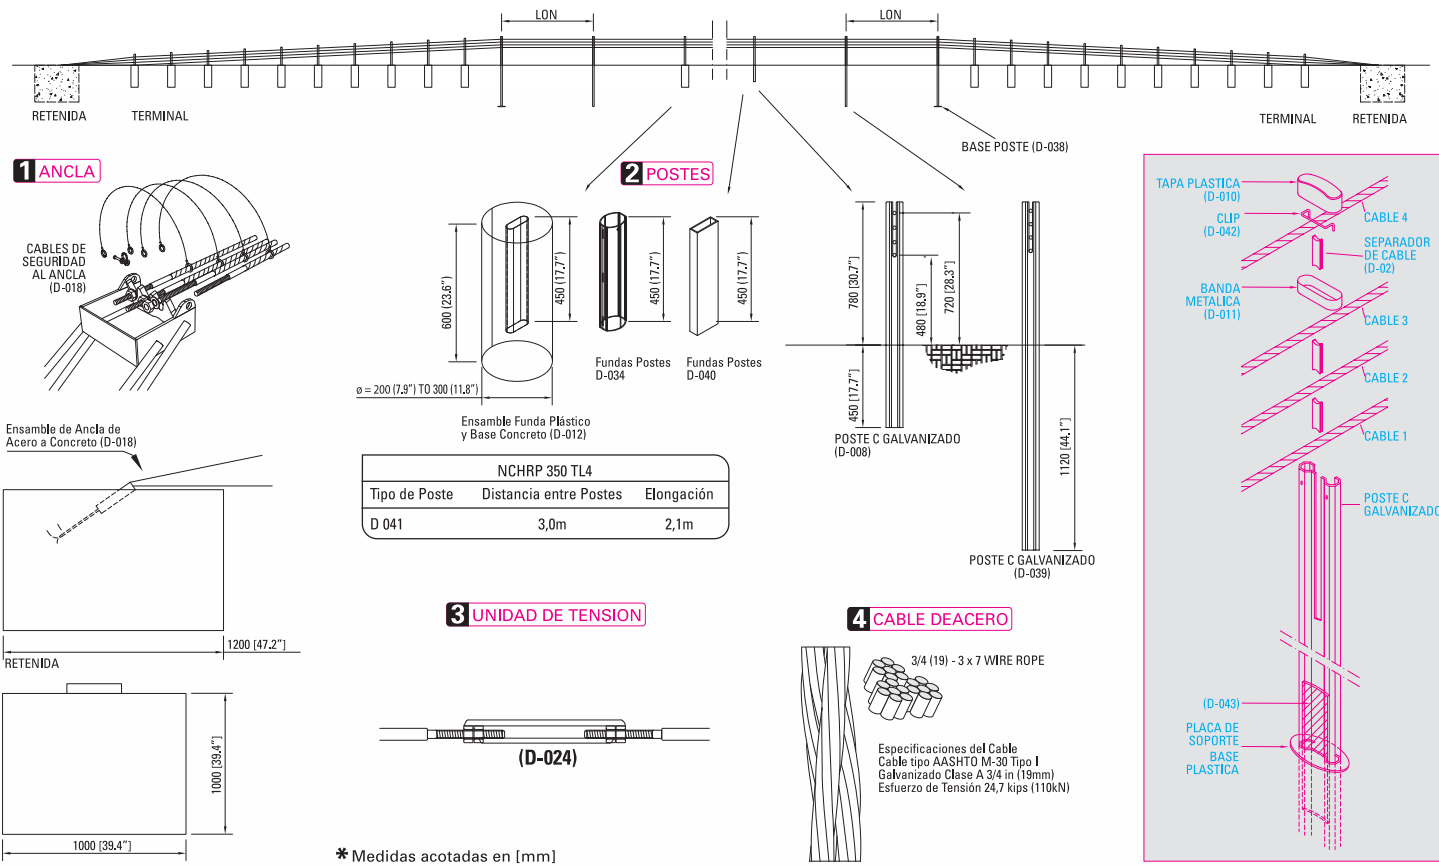 LON
LON
RETENIDA
TERMINAL
TERMINAL
RETENIDA
BASE POSTE (D-038)
1 ANCLA
CABLES DE
SEGURIDAD
AL ANCLA
(D-018)
Ensamble de Ancla de
Acero a Concreto (D-018)
1200 [47.2"]
RETENIDA
1000 [39.4"]
1000 [39.4"]
2 POSTES
600 (23.6")
450 (17.7")
450 (17.7")
450 (17.7")
ø = 200 (7.9") TO 300 (11.8")
Fundas Postes
D-034
Fundas Postes
D-040
Ensamble Funda Plástico
y Base Concreto (D-012)
NCHRP 350 TL4
Tipo de Poste Distancia entre Postes Elongación
D 041 3,0m 2,1m
780 [30.7"]
480 [18.9"]
720 [28.3"]
450 [17.7"]
1120 [44.1"]
POSTE C GALVANIZADO
(D-008)
POSTE C GALVANIZADO
(D-039)
3 UNIDAD DE TENSION
(D-024)
4 CABLE DEACERO
3/4 (19) - 3 x 7 WIRE ROPE
Especificaciones del Cable
Cable tipo AASHTO M-30 Tipo I
Galvanizado Clase A 3/4 in (19mm)
Esfuerzo de Tensión 24,7 kips (110kN)
* Medidas acotadas en [mm]
TAPA PLASTICA
(D-010)
CLIP
(D-042)
CABLE 4
SEPARADOR
DE CABLE
(D-02)
BANDA
METALICA
(D-011)
CABLE 3
CABLE 2
CABLE 1
POSTE C
GALVANIZADO
(D-043)
PLACA DE
SOPORTE
BASE
PLASTICA